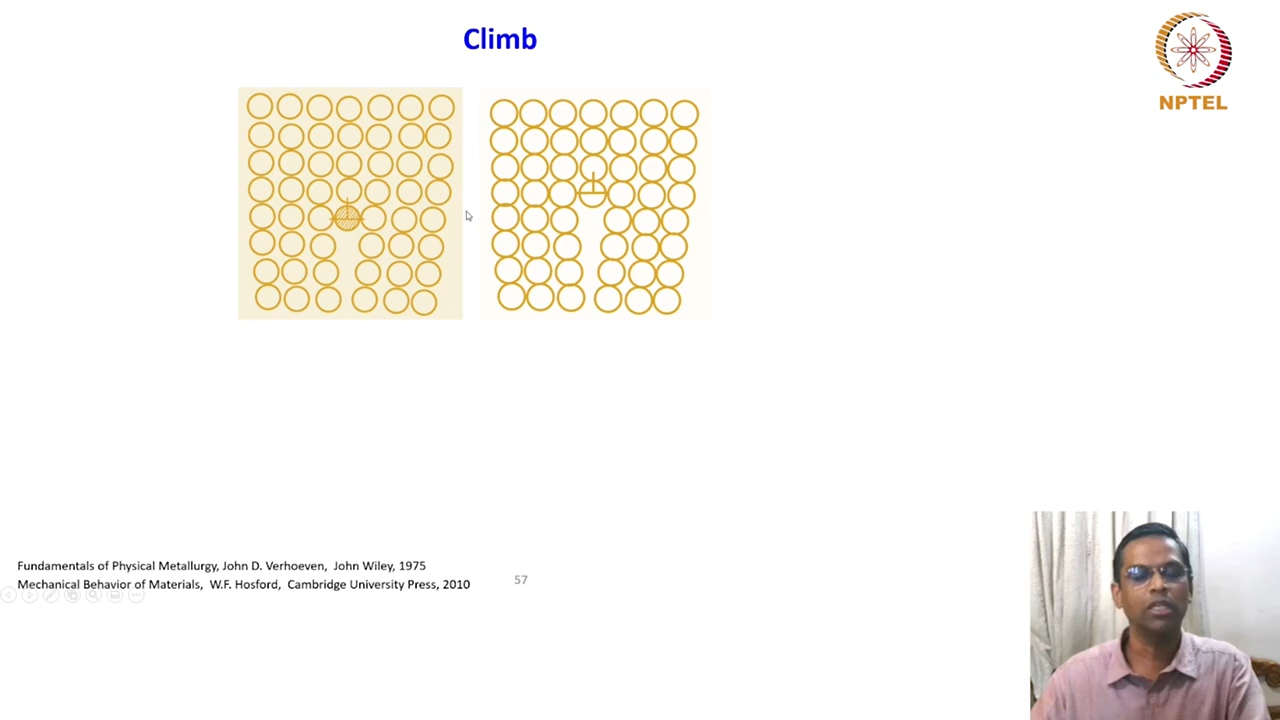 Climb
NPTEL
Fundamentals of Physical Metallurgy, John D. Verhoeven, John Wiley, 1975
Mechanical Behavior of Materials, W.F. Hosford, Cambridge University Press, 2010
57